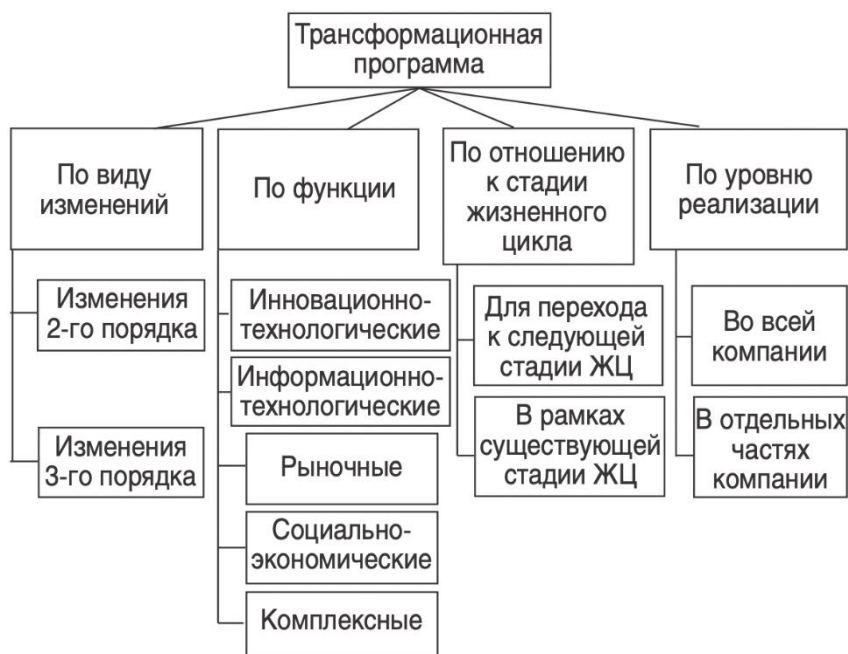 Трансформационная
программа
По виду
изменений
По функции
По отношению
к стадии
жизненного
цикла
По уровню
реализации
Изменения
2-го порядка
Изменения
3-го порядка
Инновационно-
технологические
Информационно-
технологические
Рыночные
Социально-
экономические
Комплексные
Для перехода
к следующей
стадии ЖЦ
В рамках
существующей
стадии ЖЦ
Во всей
компании
В отдельных
частях
компании